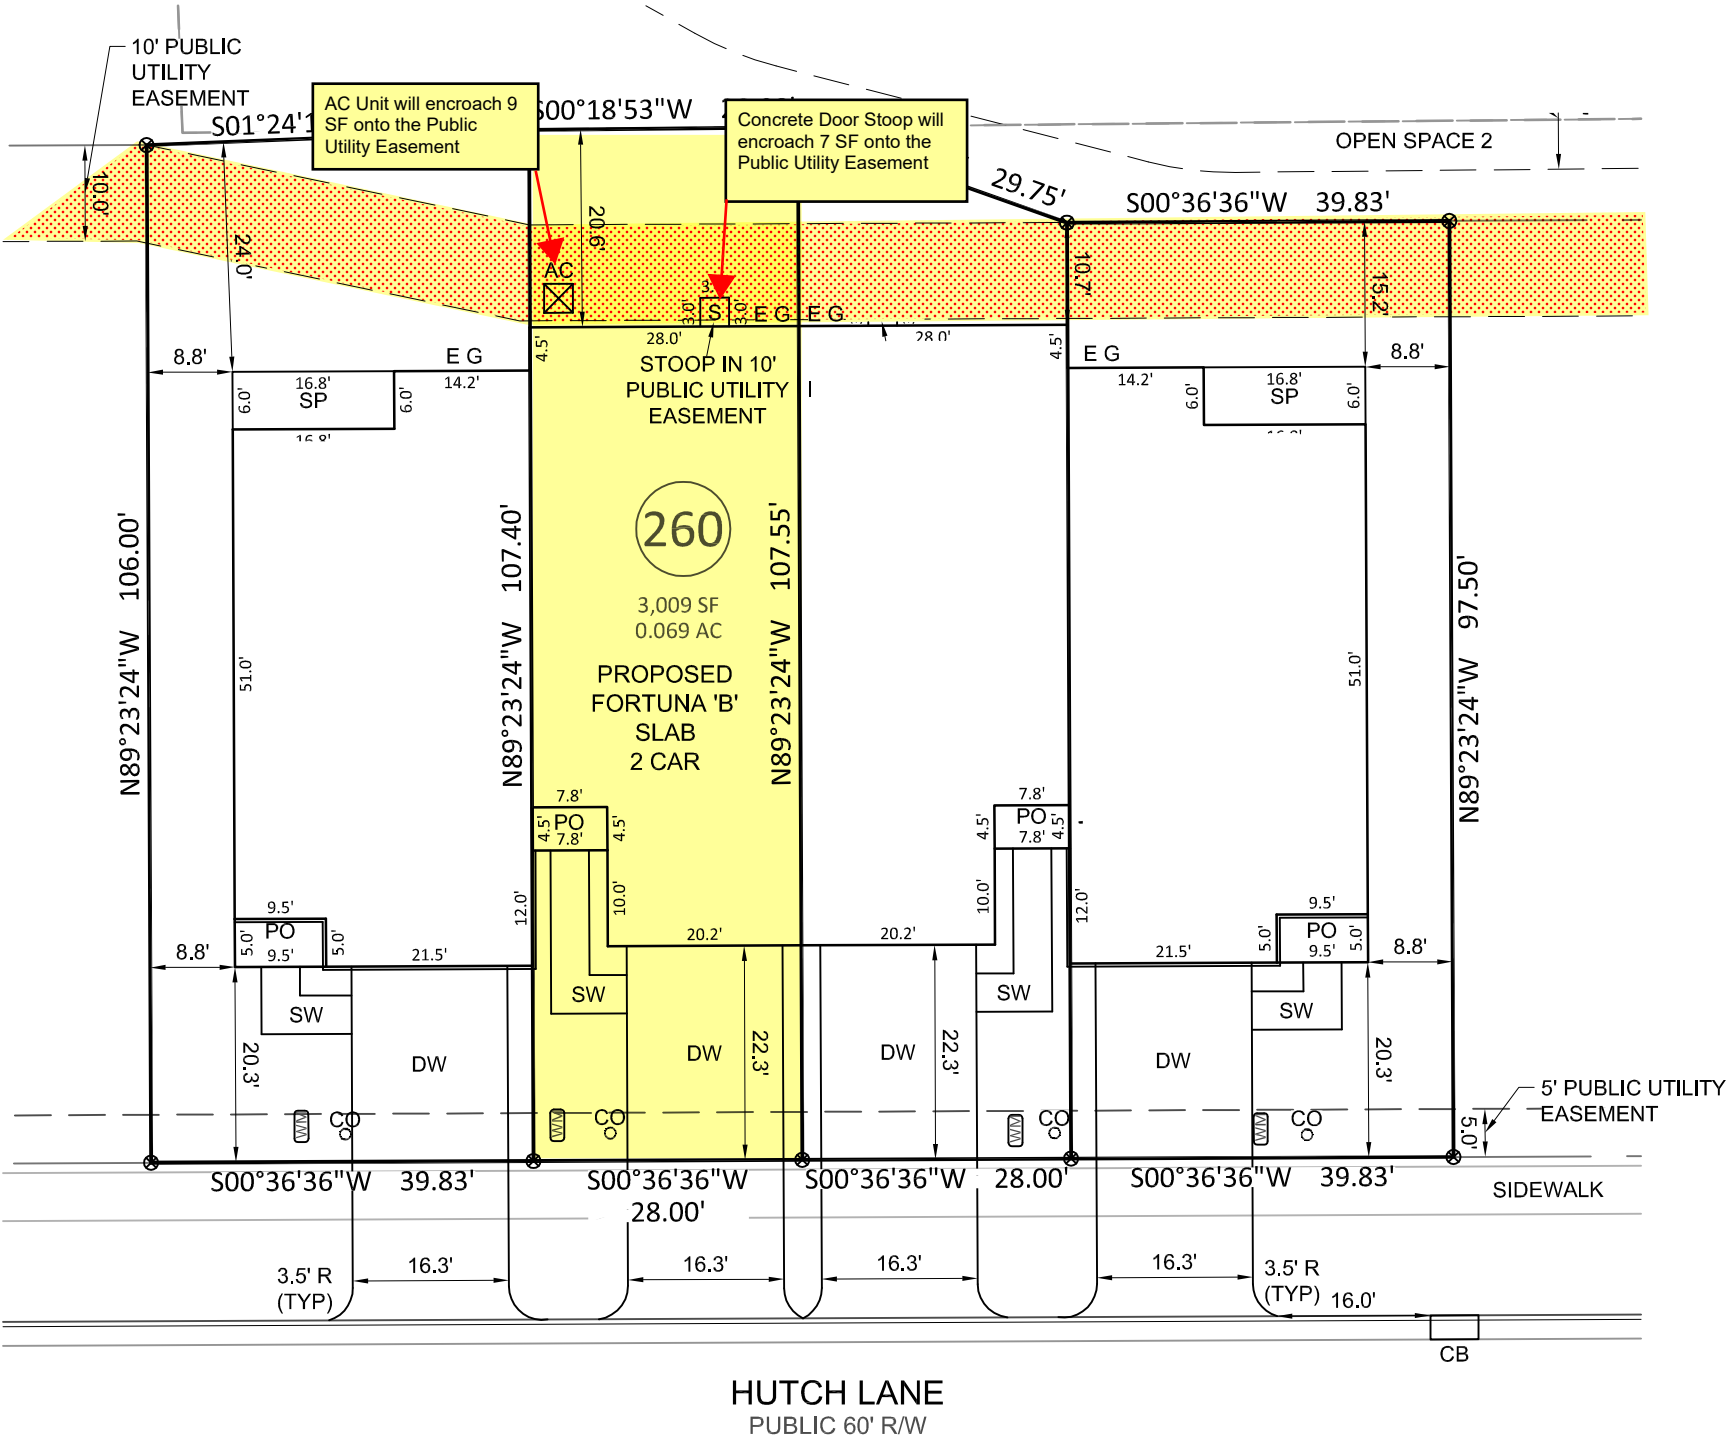 10' PUBLIC
UTILITY
EASEMENT
S01°24'1
AC Unit will encroach 9
SF onto the Public
Utility Easement
S00°18'53"W
Concrete Door Stoop will
encroach 7 SF onto the
Public Utility Easement
29.75'
OPEN SPACE 2
S00°36'36"W 39.83'
10.0'
24.0'
20.6'
10.7'
15.2'
AC
3.
3.0'
S
3.0'
E G
E G
28.0'
28.0'
4.5'
4.5'
STOOP IN 10'
PUBLIC UTILITY
EASEMENT
8.8'
E G
E G
8.8'
16.8'
SP
14.2'
14.2'
16.8'
SP
6.0'
6.0'
6.0'
6.0'
16.8'
N89°23'24"W 106.00'
N89°23'24"W 107.40'
N89°23'24"W 107.55'
N89°23'24"W 97.50'
260
3,009 SF
0.069 AC
51.0'
51.0'
PROPOSED
FORTUNA 'B'
SLAB
2 CAR
7.8'
PO
7.8'
4.5'
4.5'
7.8'
PO
7.8'
4.5'
4.5'
10.0'
12.0'
10.0'
12.0'
9.5'
PO
9.5'
5.0'
5.0'
9.5'
PO
9.5'
5.0'
5.0'
8.8'
21.5'
20.2'
20.2'
21.5'
8.8'
SW
SW
SW
SW
20.3'
DW
DW
22.3'
DW
22.3'
DW
20.3'
5' PUBLIC UTILITY
EASEMENT
5.0'
CO
CO
CO
CO
S00°36'36"W 39.83'
S00°36'36"W
28.00'
S00°36'36"W 28.00'
S00°36'36"W 39.83'
SIDEWALK
3.5' R
(TYP)
16.3'
16.3'
16.3'
16.3'
3.5' R
(TYP)
16.0'
CB
HUTCH LANE
PUBLIC 60' R/W